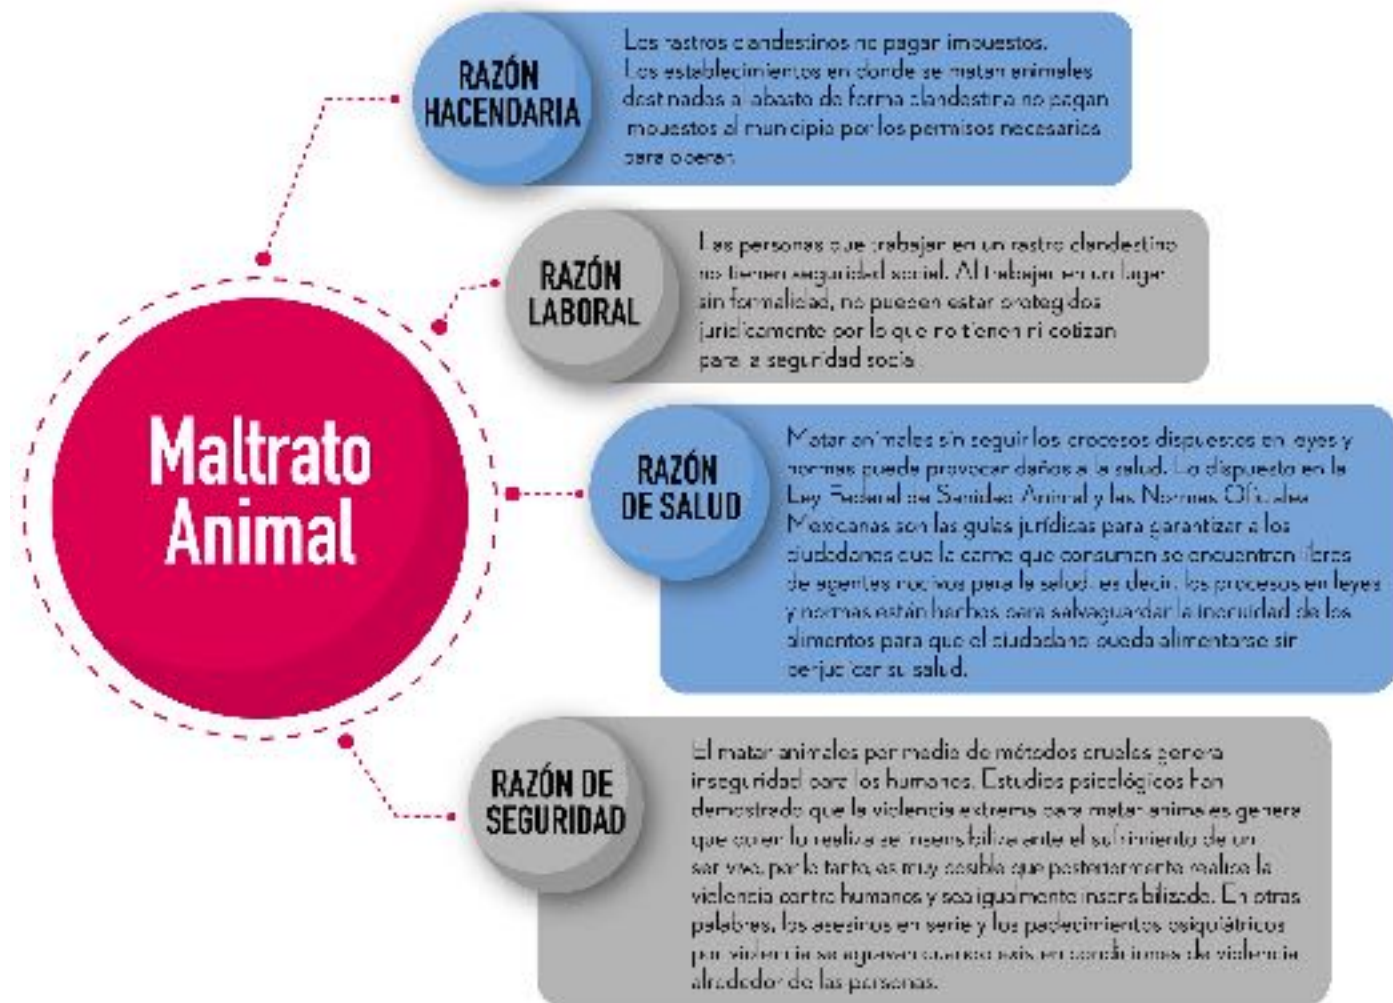 RAZÓN
HACENDARIA
Los rastros clandestinos no pagan impuestos.
Los establecimientos en donde se matan animales
destinados al abasto de forma clandestina no pagan
impuestos al municipio por los permisos necesarios
para operar.
RAZÓN
LABORAL
Las personas que trabajan en un rastro clandestino
no tienen seguridad social. Al trabajar en un lugar
sin formalidad, no pueden estar protegidos
jurídicamente por lo que no tienen ni cotizan
para la seguridad social
Maltrato
Animal
RAZÓN
DE SALUD
Matar animales sin seguir los procesos dispuestos en leyes y
normas puede provocar daños a la salud. Lo dispuesto en la
Ley Federal de Sanidad Animal y las Normas Oficiales
Mexicanas son las guías jurídicas para garantizar a los
ciudadanos que la carne que consumen se encuentran libres
de agentes nocivos para la salud, es decir, los procesos en leyes
y normas están hechos para salvaguardar la inocuidad de los
alimentos para que el ciudadano pueda alimentarse sin
perjudicar su salud.
RAZÓN DE
SEGURIDAD
El matar animales por medio de métodos crueles genera
inseguridad para los humanos. Estudios psicológicos han
demostrado que la violencia extrema para matar animales genera
que quien lo realiza se insensibiliza ante el sufrimiento de un
ser vivo, por lo tanto, es muy posible que posteriormente realice la
violencia contra humanos y sea igualmente insensibilizado. En otras
palabras, los asesinos en serie y los padecimientos psiquiátricos
por violencia se agravan cuando existen condiciones de violencia
alrededor de las personas.